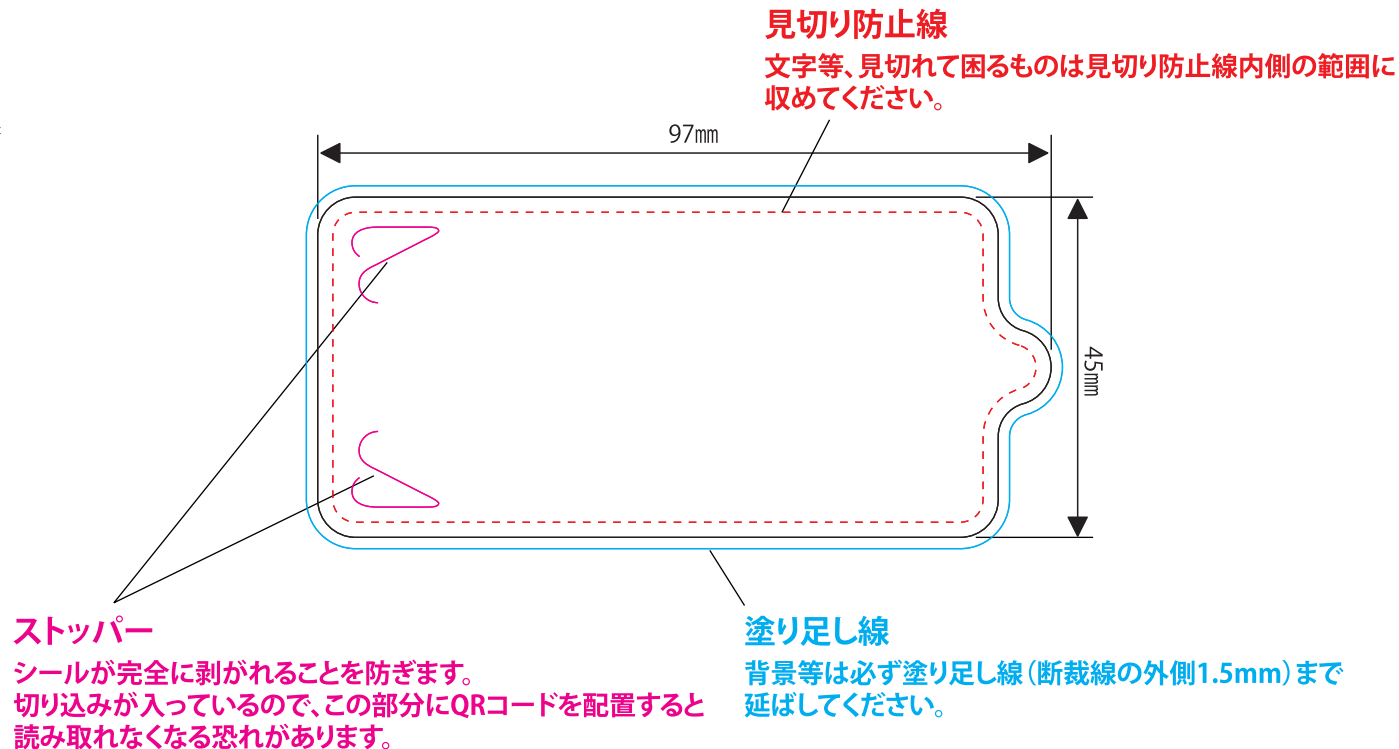 見切り防止線
文字等、見切れて困るものは見切り防止線内側の範囲に
収めてください。
97㎜
45㎜
ストッパー
シールが完全に剥がれることを防ぎます。
切り込みが入っているので、この部分にQRコードを配置すると
読み取れなくなる恐れがあります。
塗り足し線
背景等は必ず塗り足し線（断裁線の外側1.5mm）まで
延ばしてください。